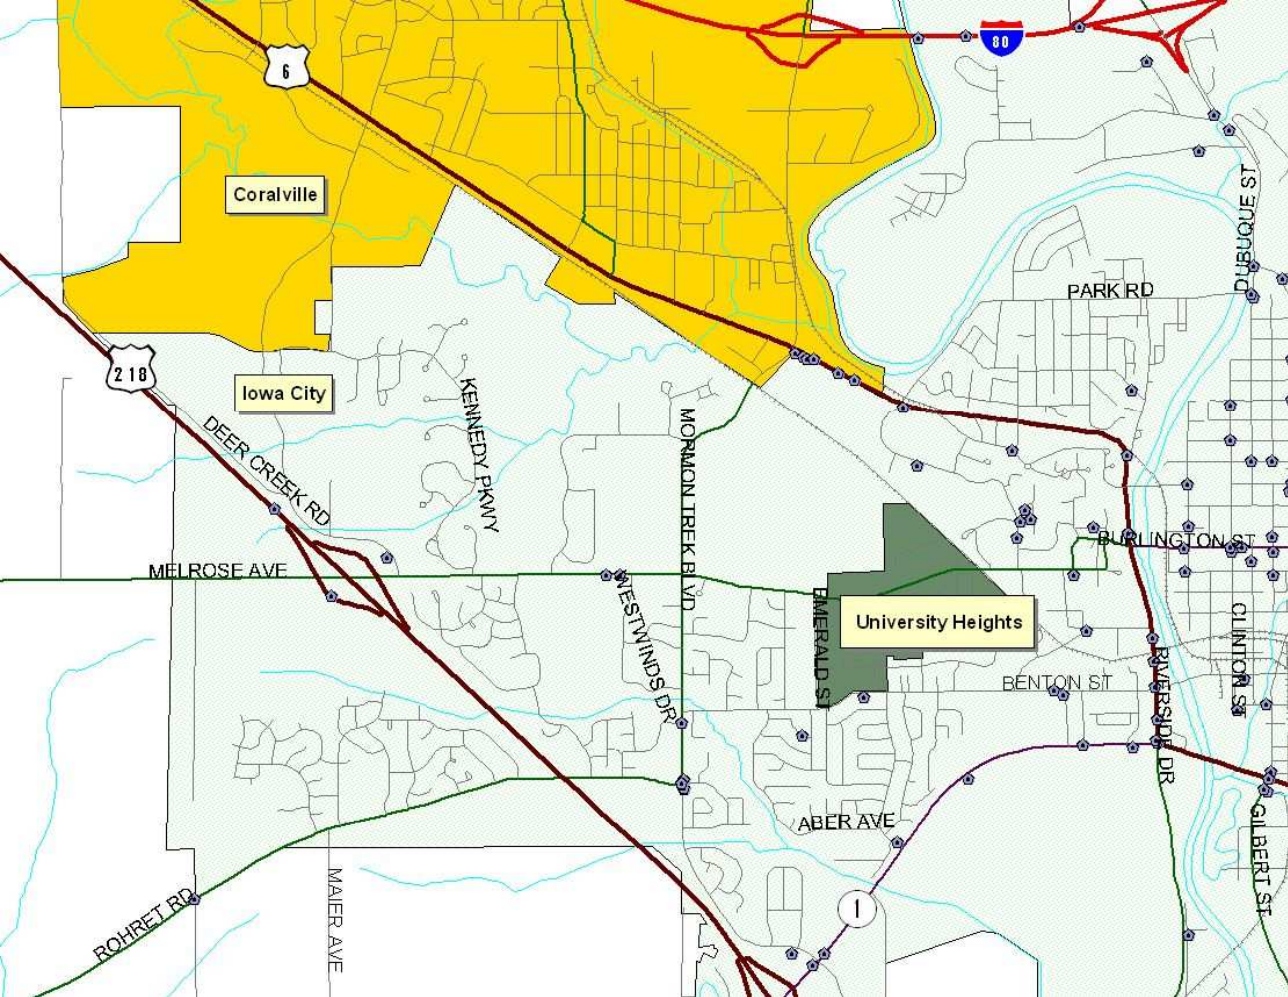 80
6
Coralville
DUBUQUE ST
PARK RD
218
Iowa City
KENNEDY PKWY
MORMON TREK BLVD
DEER CREEK RD
BURLINGTON ST
MELROSE AVE
WESTWINDS DR
EMERALD ST
University Heights
CLINTON ST
BENTON ST
RIVERSIDE DR
ABER AVE
GILBERT ST
MAIER AVE
1
ROHRET RD